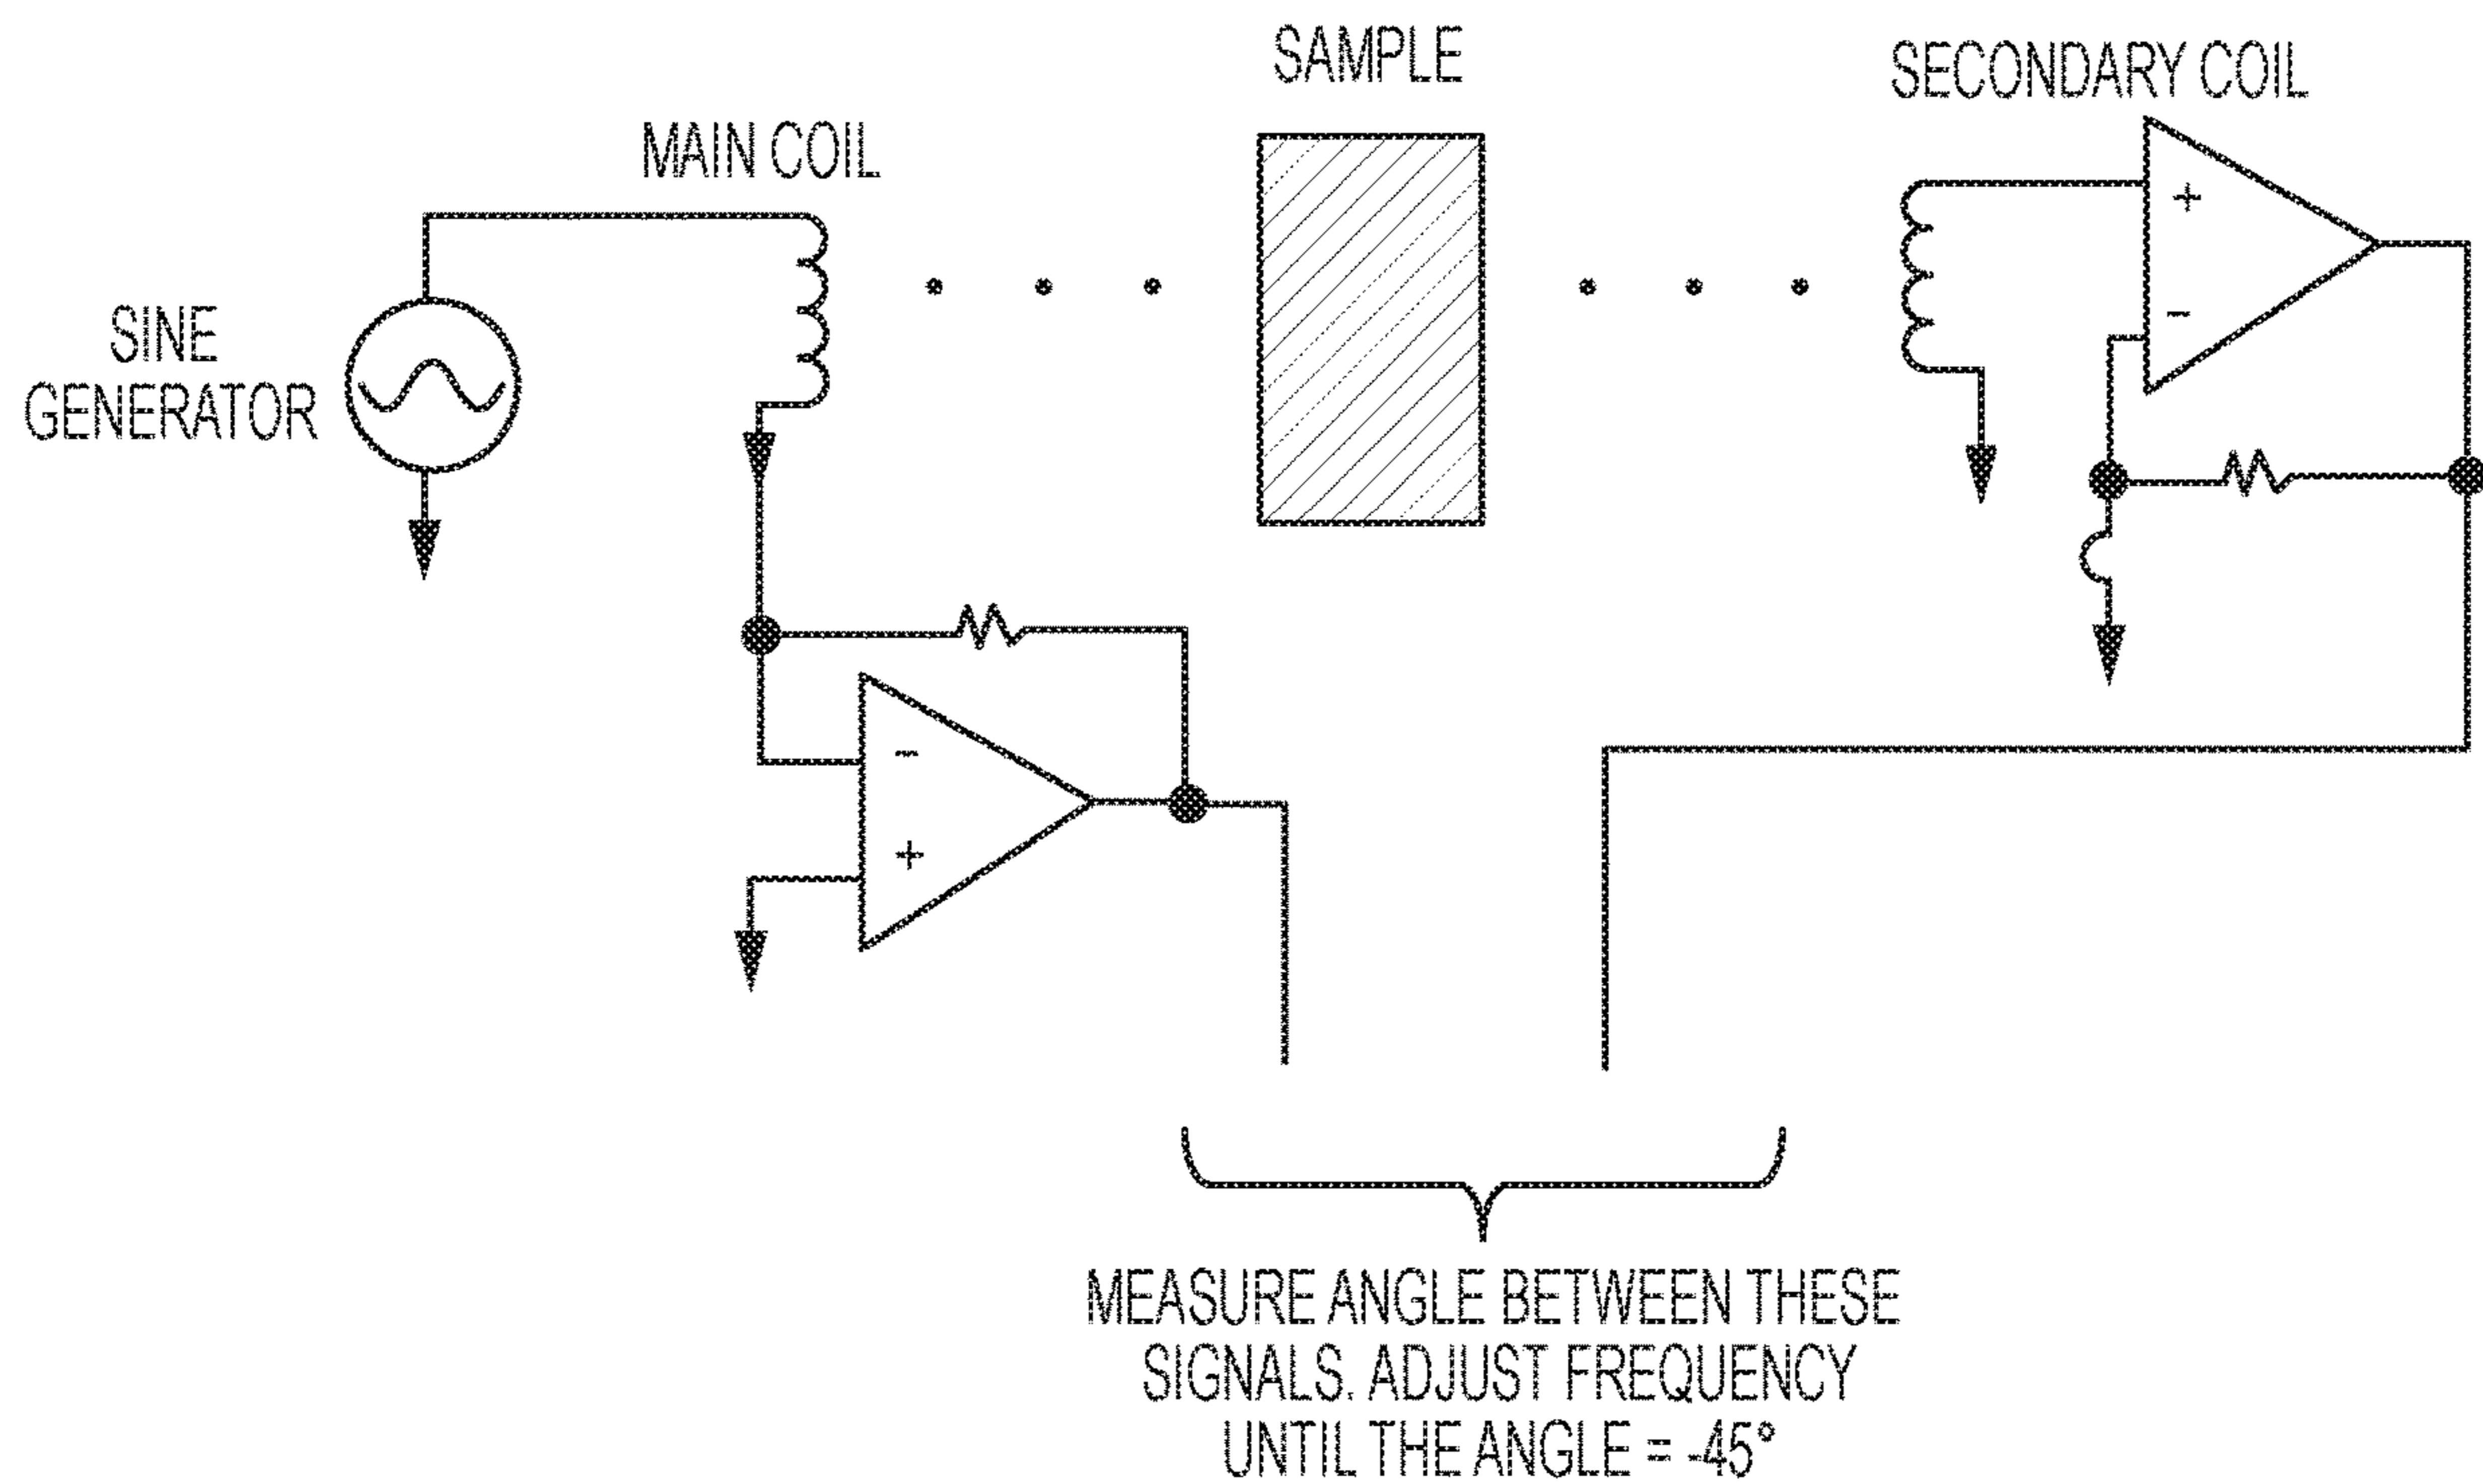 SAMPLE
SECONDARY COIL
MAIN COIL
+
-
SINE
GENERATOR
-
+
MEASURE ANGLE BETWEEN THESE
SIGNALS. ADJUST FREQUENCY
UNTIL THE ANGLE = -45°